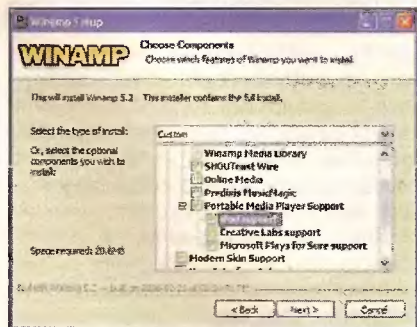 Winamp Setup
WINAMP
Choose Components
Choose which features of Winamp you want to install.
This will install Winamp 5.2. This installer contains the full install.
Select the type of install:
Custom
Or, select the optional
components you wish to
install:
Winamp Media Library
SHOUTcast Wire
Online Media
Predixis MusicMagic
Portable Media Player Support
Creative Labs support
Microsoft Plays for Sure support
Modern Skin Support
Space required: 20.6MB
< Back
Next >
Cancel